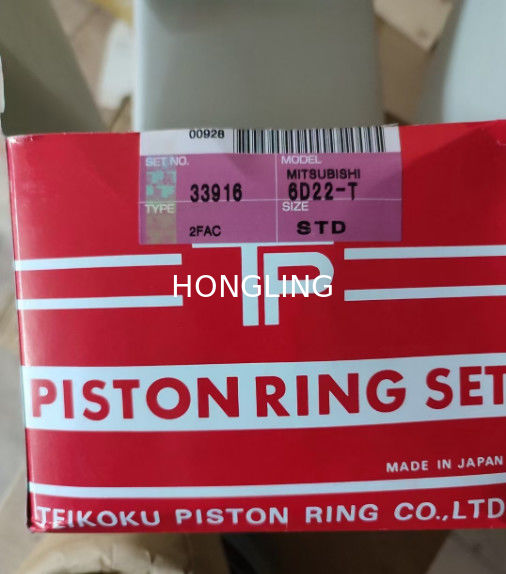 00928
SET NO.
MODEL
MITSUBISHI
33916
6D22-T
TYPE
SIZE
2FAC
STD
TP
HONGLING
PISTON RING SET
MADE IN JAPAN
TEIKOKU PISTON RING CO.,LTD